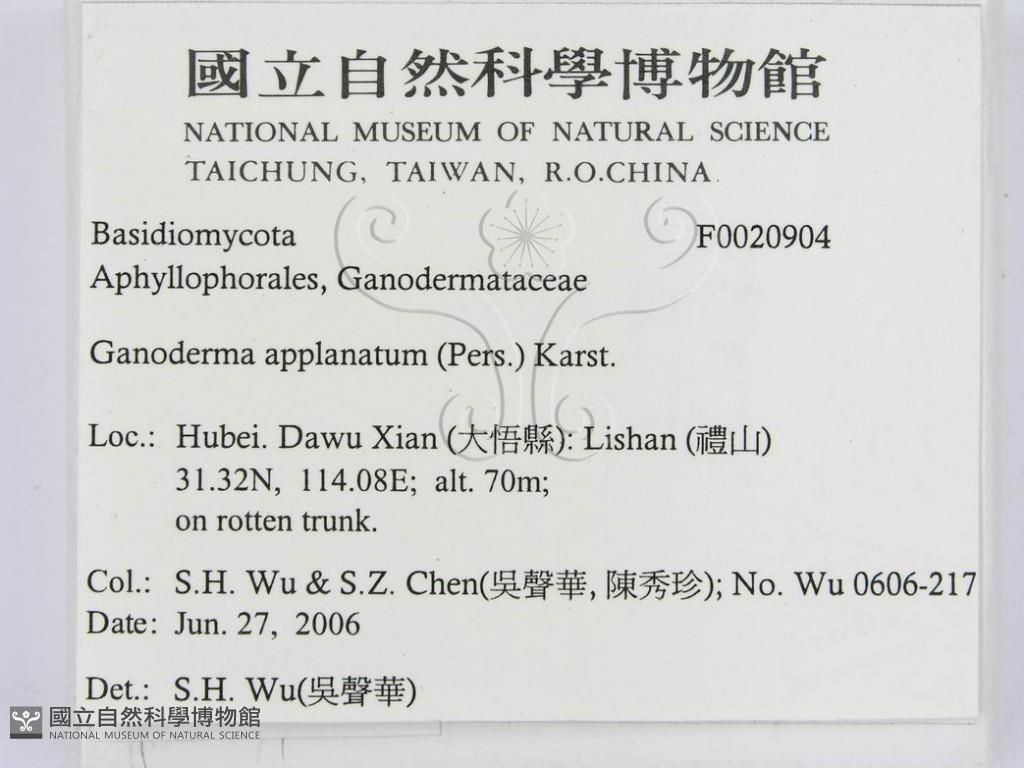 國立自然科學博物館
NATIONAL MUSEUM OF NATURAL SCIENCE
TAICHUNG, TAIWAN, R.O.CHINA.
Basidiomycota F0020904
Aphyllophorales, Ganodermataceae
Ganoderma applanatum (Pers.) Karst.
Loc.: Hubei. Dawu Xian (大悟縣): Lishan (禮山)
31.32N, 114.08E; alt. 70m;
on rotten trunk.
Col.: S.H. Wu & S.Z. Chen(吳聲華, 陳秀珍); No. Wu 0606-217
Date: Jun. 27, 2006
Det.: S.H. Wu(吳聲華)
國立自然科學博物館
NATIONAL MUSEUM OF NATURAL SCIENCE